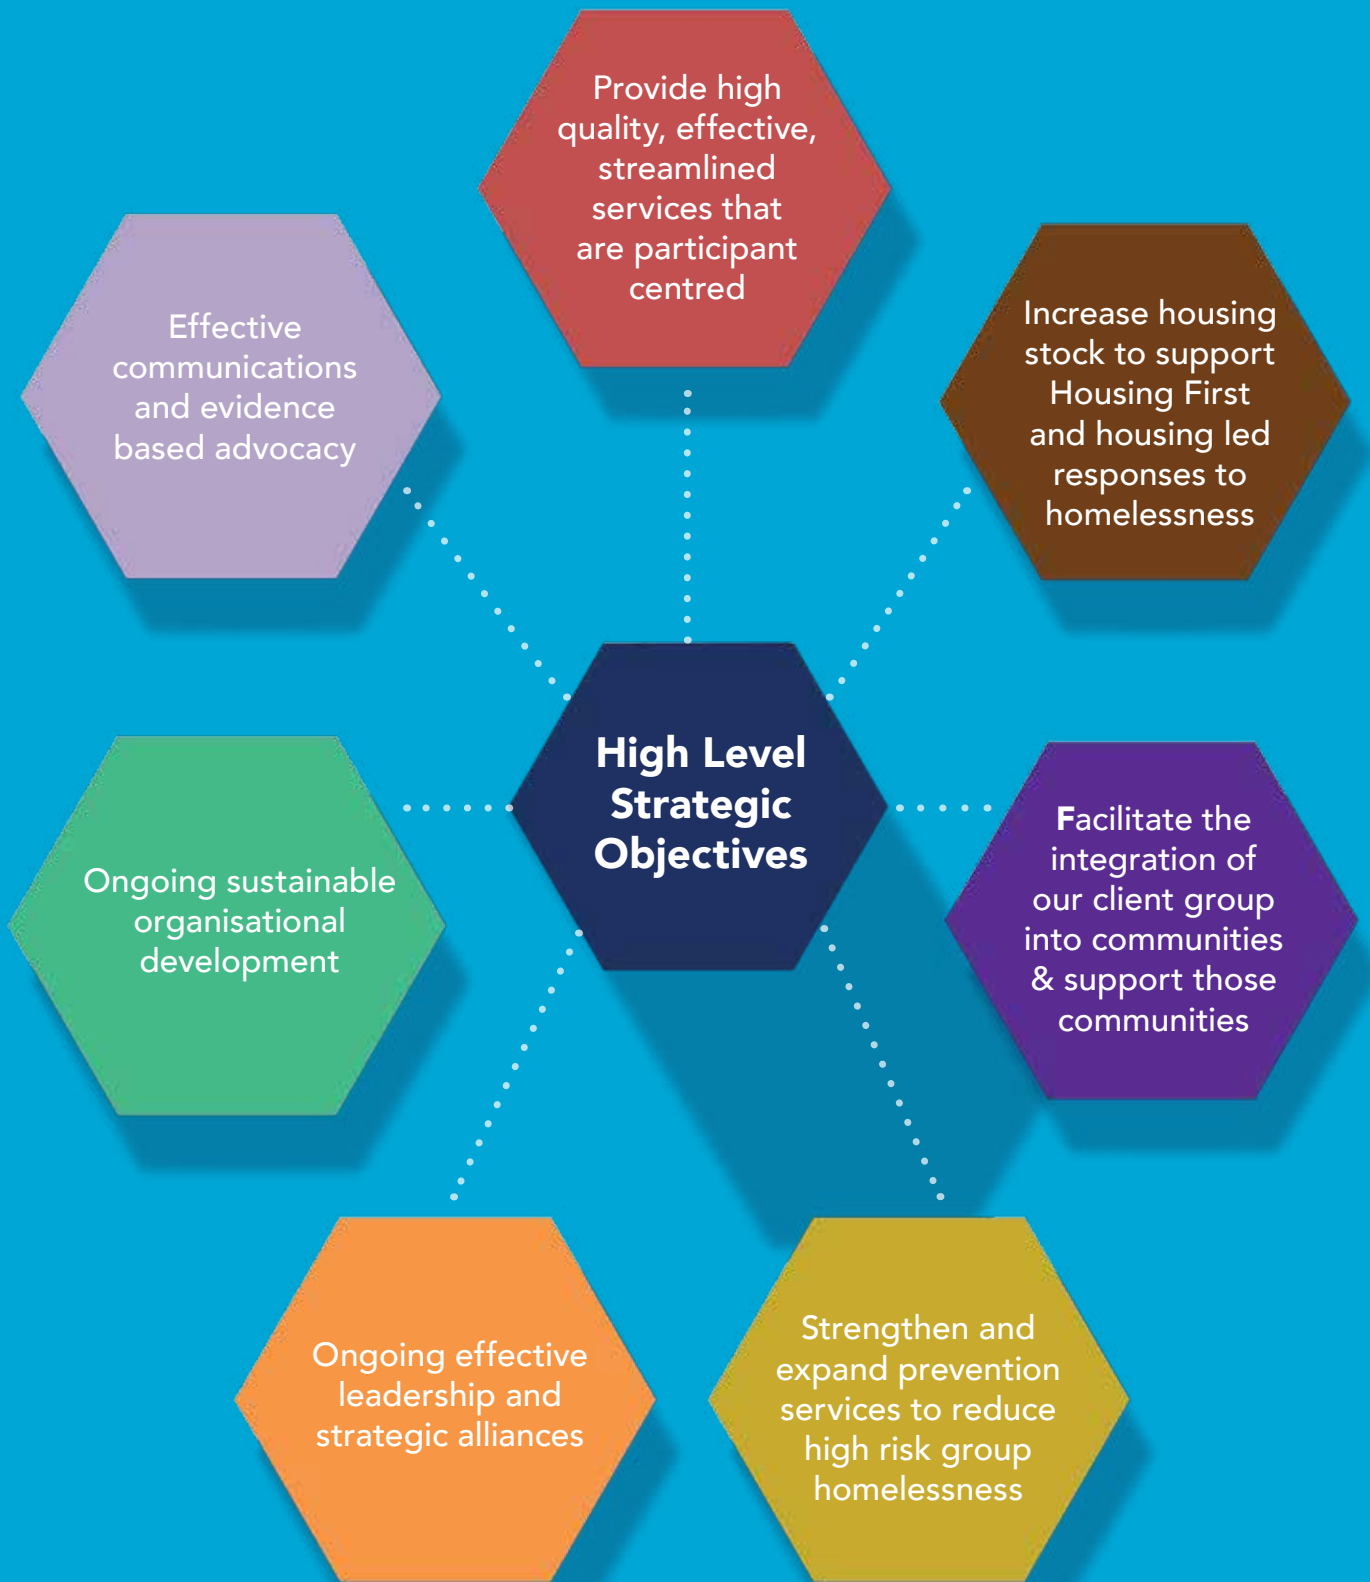 Provide high
quality, effective,
streamlined
services that
are participant
centred
Effective
communications
and evidence
based advocacy
Increase housing
stock to support
Housing First
and housing led
responses to
homelessness
High Level
Strategic
Objectives
Ongoing sustainable
organisational
development
Facilitate the
integration of
our client group
into communities
& support those
communities
Ongoing effective
leadership and
strategic alliances
Strengthen and
expand prevention
services to reduce
high risk group
homelessness